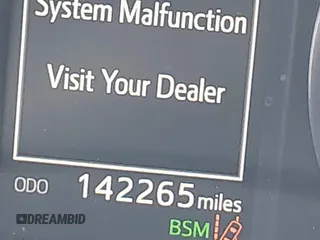 System Malfunction
Visit Your Dealer
ODO 142265 miles
DREAMBID BSM